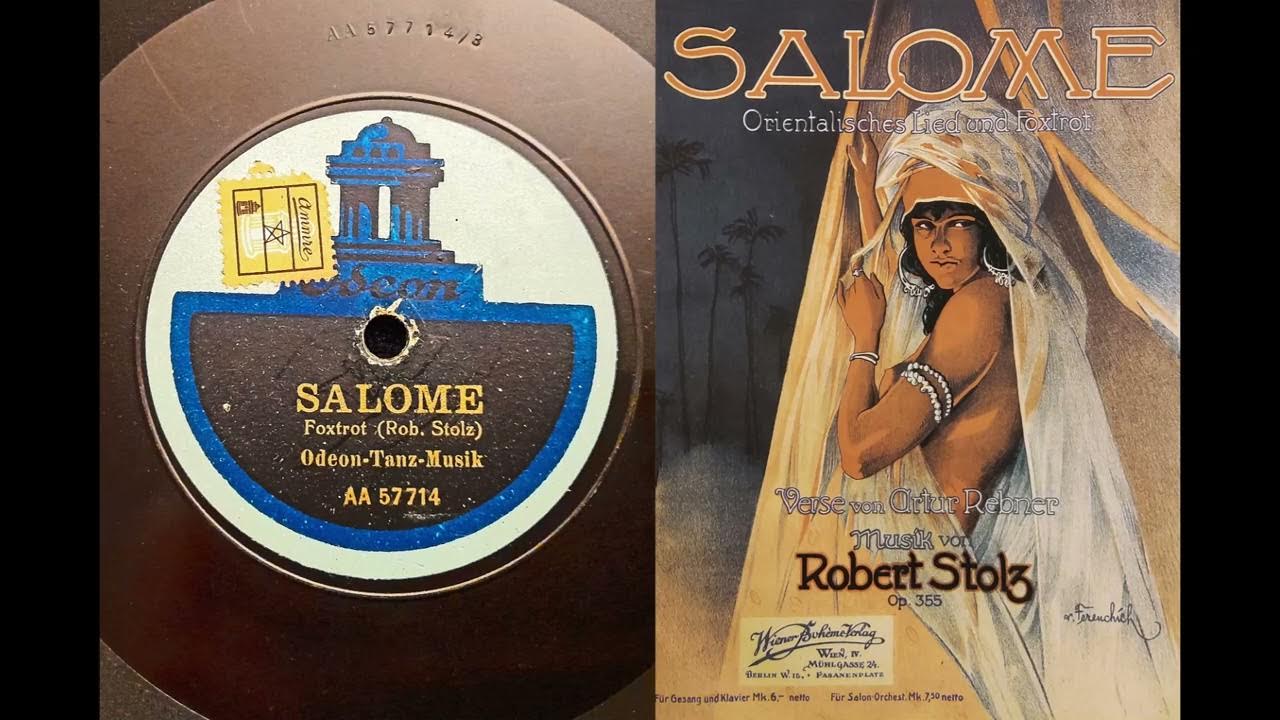 AA 57714/3
Ammre
Odeon
SALOME
Foxtrot (Rob. Stolz)
Odeon-Tanz-Musik
AA 57714
SALOME
Orientalisches Lied und Foxtrot
Verse von Artur Rebner
Musik von
Robert Stolz
Op. 355
v. Ferenchich
Wiener Bohème Verlag
WIEN, IV.
MÜHLGASSE 24.
BERLIN W. 15, • FASANENPLATZ
Für Gesang und Klavier Mk. 6,– netto Für Salon-Orchest. Mk. 7,50 netto